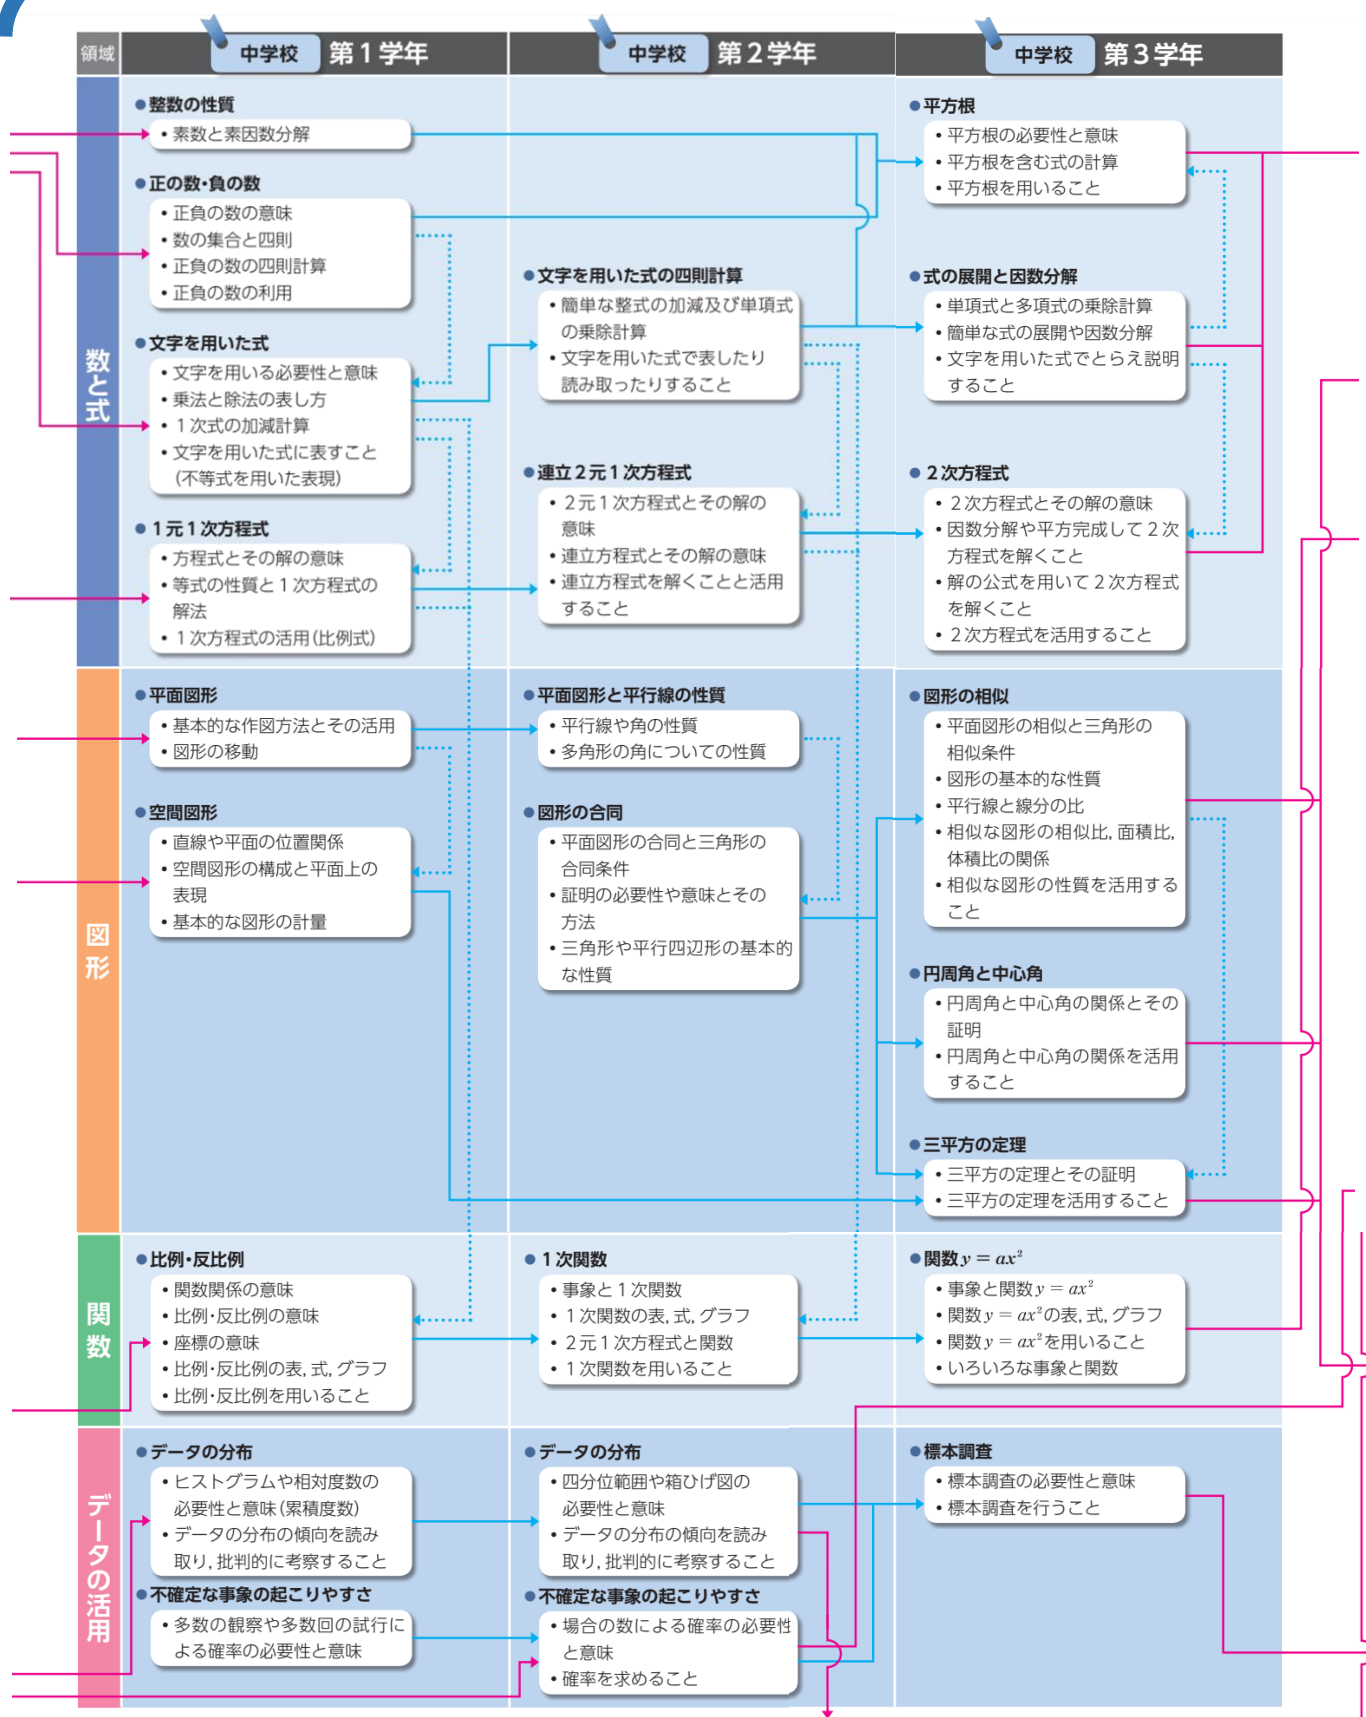 領域
中学校 第1学年
中学校 第2学年
中学校 第3学年
数と式
●整数の性質
・素数と素因数分解
●正の数・負の数
・正負の数の意味
・数の集合と四則
・正負の数の四則計算
・正負の数の利用
●文字を用いた式
・文字を用いる必要性と意味
・乗法と除法の表し方
・1次式の加減計算
・文字を用いた式に表すこと
(不等式を用いた表現)
●1元1次方程式
・方程式とその解の意味
・等式の性質と1次方程式の
解法
・1次方程式の活用(比例式)
●文字を用いた式の四則計算
・簡単な整式の加減及び単項式
の乗除計算
・文字を用いた式で表したり
読み取ったりすること
●連立2元1次方程式
・2元1次方程式とその解の
意味
・連立方程式とその解の意味
・連立方程式を解くことと活用
すること
●平方根
・平方根の必要性と意味
・平方根を含む式の計算
・平方根を用いること
●式の展開と因数分解
・単項式と多項式の乗除計算
・簡単な式の展開や因数分解
・文字を用いた式でとらえ説明
すること
●2次方程式
・2次方程式とその解の意味
・因数分解や平方完成して2次
方程式を解くこと
・解の公式を用いて2次方程式
を解くこと
・2次方程式を活用すること
図形
●平面図形
・基本的な作図方法とその活用
・図形の移動
●空間図形
・直線や平面の位置関係
・空間図形の構成と平面上の
表現
・基本的な図形の計量
●平面図形と平行線の性質
・平行線や角の性質
・多角形の角についての性質
●図形の合同
・平面図形の合同と三角形の
合同条件
・証明の必要性や意味とその
方法
・三角形や平行四辺形の基本的
な性質
●図形の相似
・平面図形の相似と三角形の
相似条件
・図形の基本的な性質
・平行線と線分の比
・相似な図形の相似比, 面積比,
体積比の関係
・相似な図形の性質を活用する
こと
●円周角と中心角
・円周角と中心角の関係とその
証明
・円周角と中心角の関係を活用
すること
●三平方の定理
・三平方の定理とその証明
・三平方の定理を活用すること
関数
●比例・反比例
・関数関係の意味
・比例・反比例の意味
・座標の意味
・比例・反比例の表, 式, グラフ
・比例・反比例を用いること
●1次関数
・事象と1次関数
・1次関数の表, 式, グラフ
・2元1次方程式と関数
・1次関数を用いること
●関数 y = ax²
・事象と関数 y = ax²
・関数 y = ax² の表, 式, グラフ
・関数 y = ax² を用いること
・いろいろな事象と関数
データの活用
●データの分布
・ヒストグラムや相対度数の
必要性と意味(累積度数)
・データの分布の傾向を読み
取り, 批判的に考察すること
●不確定な事象の起こりやすさ
・多数の観察や多数回の試行に
よる確率の必要性と意味
●データの分布
・四分位範囲や箱ひげ図の
必要性と意味
・データの分布の傾向を読み
取り, 批判的に考察すること
●不確定な事象の起こりやすさ
・場合の数による確率の必要性
と意味
・確率を求めること
●標本調査
・標本調査の必要性と意味
・標本調査を行うこと